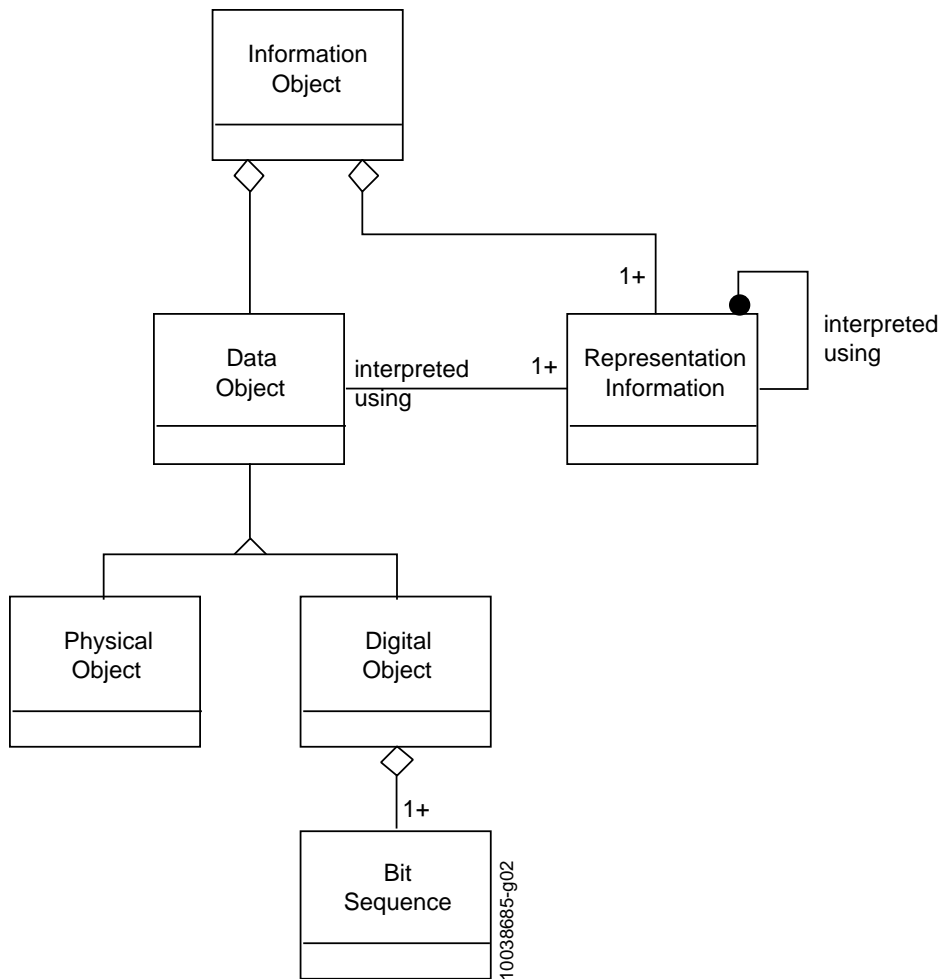 Information
Object
1+
Data
Object
interpreted
using
1+
Representation
Information
interpreted
using
Physical
Object
Digital
Object
1+
Bit
Sequence
10038685-g02